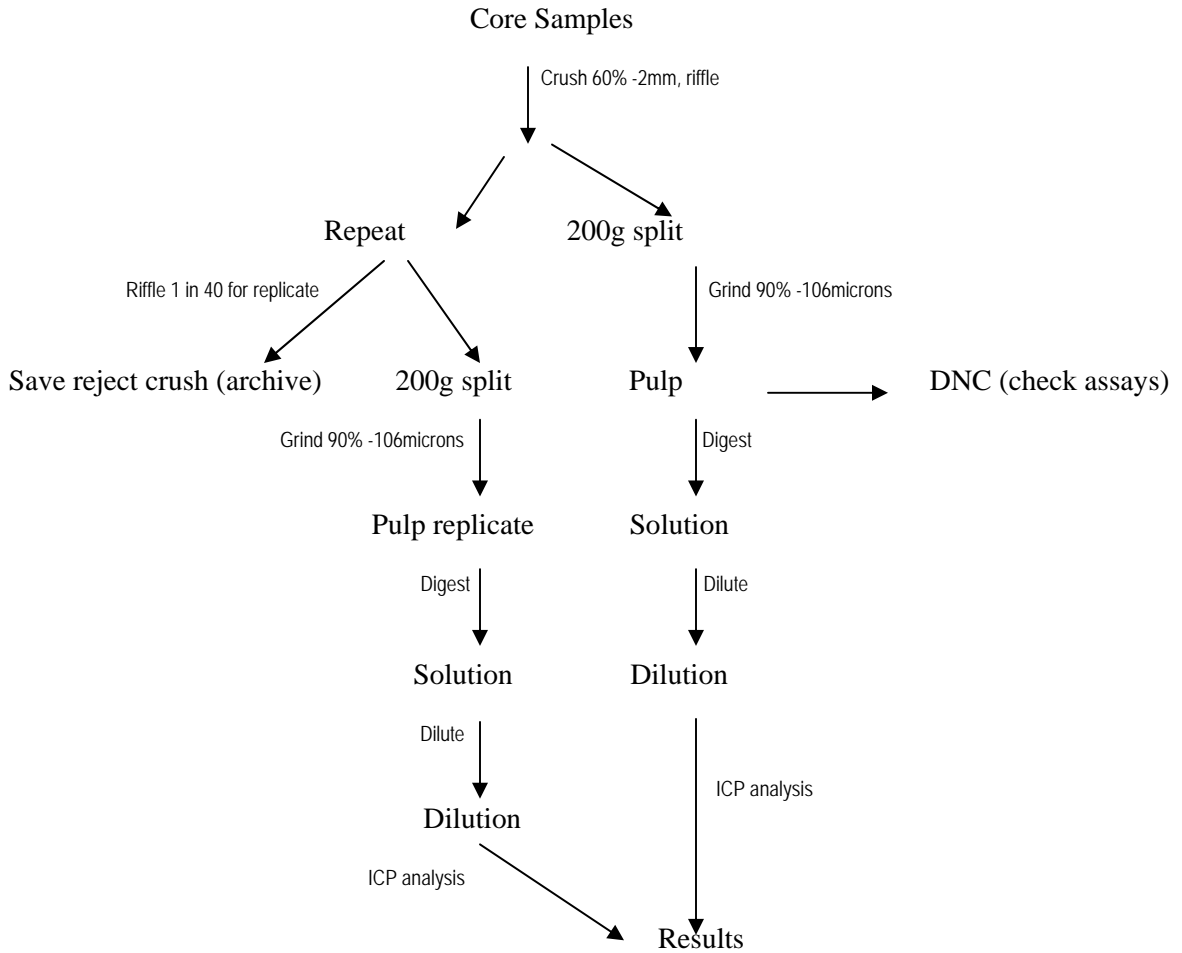 Core Samples
Crush 60% -2mm, riffle
Repeat
200g split
Riffle 1 in 40 for replicate
Grind 90% -106microns
Save reject crush (archive)
200g split
Pulp
DNC (check assays)
Grind 90% -106microns
Digest
Pulp replicate
Solution
Digest
Dilute
Solution
Dilution
Dilute
ICP analysis
Dilution
ICP analysis
Results